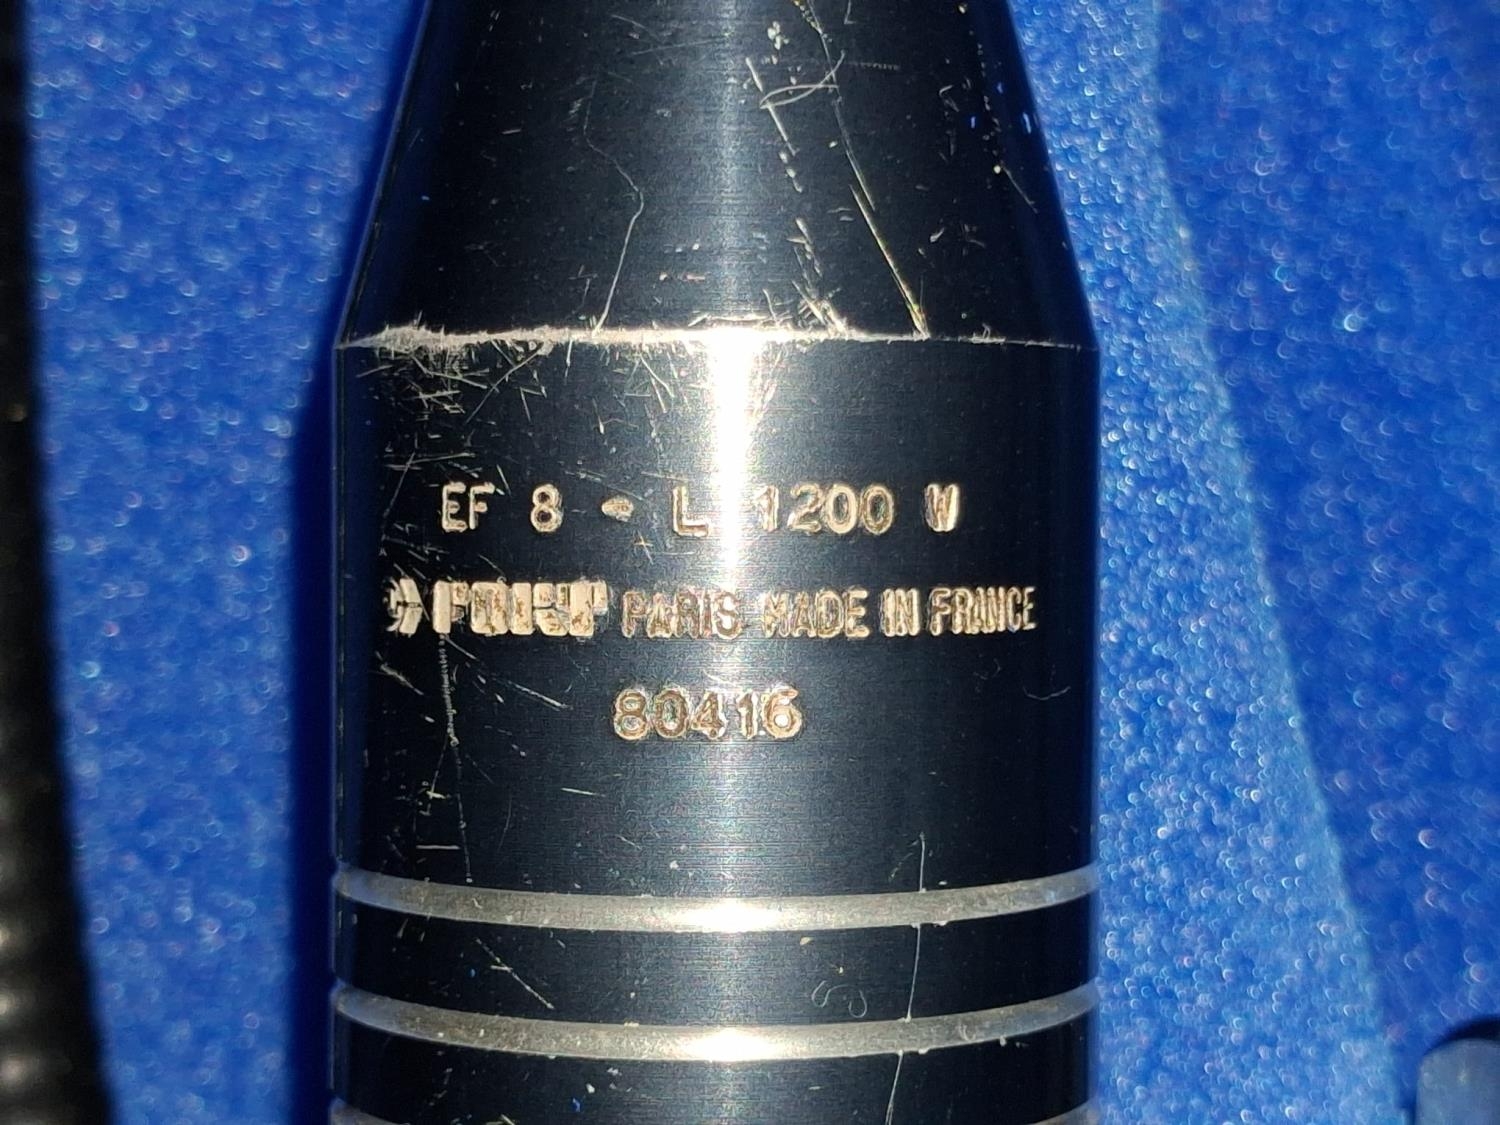 EF 8 - L 1200 W
PARIS MADE IN FRANCE
80416